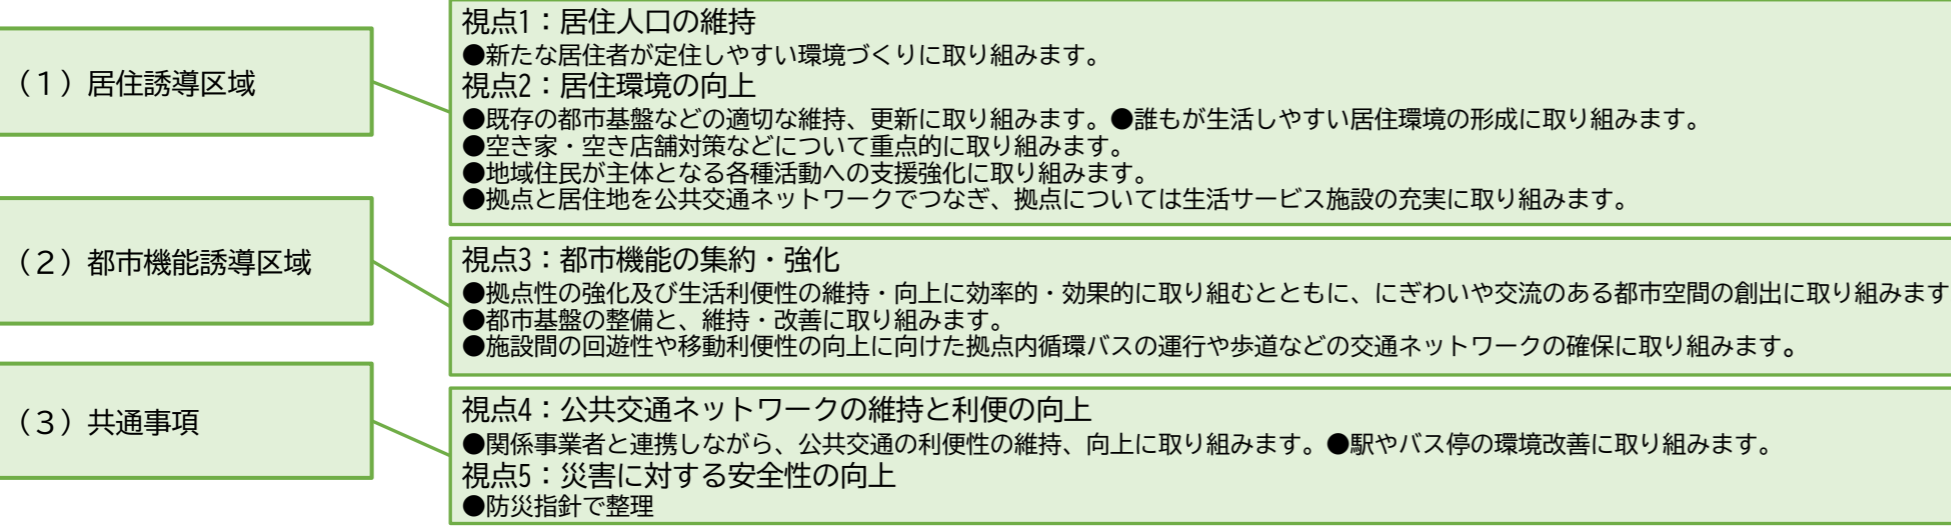 （１）居住誘導区域
視点1：居住人口の維持
●新たな居住者が定住しやすい環境づくりに取り組みます。
視点2：居住環境の向上
●既存の都市基盤などの適切な維持、更新に取り組みます。●誰もが生活しやすい居住環境の形成に取り組みます。
●空き家・空き店舗対策などについて重点的に取り組みます。
●地域住民が主体となる各種活動への支援強化に取り組みます。
●拠点と居住地を公共交通ネットワークでつなぎ、拠点については生活サービス施設の充実に取り組みます。
（２）都市機能誘導区域
視点3：都市機能の集約・強化
●拠点性の強化及び生活利便性の維持・向上に効率的・効果的に取り組むとともに、にぎわいや交流のある都市空間の創出に取り組みます
●都市基盤の整備と、維持・改善に取り組みます。
●施設間の回遊性や移動利便性の向上に向けた拠点内循環バスの運行や歩道などの交通ネットワークの確保に取り組みます。
（３）共通事項
視点4：公共交通ネットワークの維持と利便の向上
●関係事業者と連携しながら、公共交通の利便性の維持、向上に取り組みます。●駅やバス停の環境改善に取り組みます。
視点5：災害に対する安全性の向上
●防災指針で整理